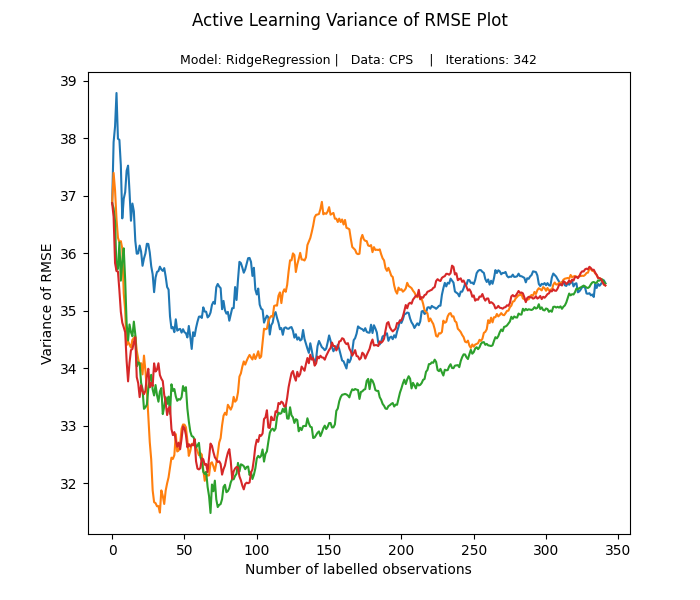 Active Learning Variance of RMSE Plot
Model: RidgeRegression | Data: CPS | Iterations: 342
39
38
37
36
35
34
33
32
Variance of RMSE
0 50 100 150 200 250 300 350
Number of labelled observations